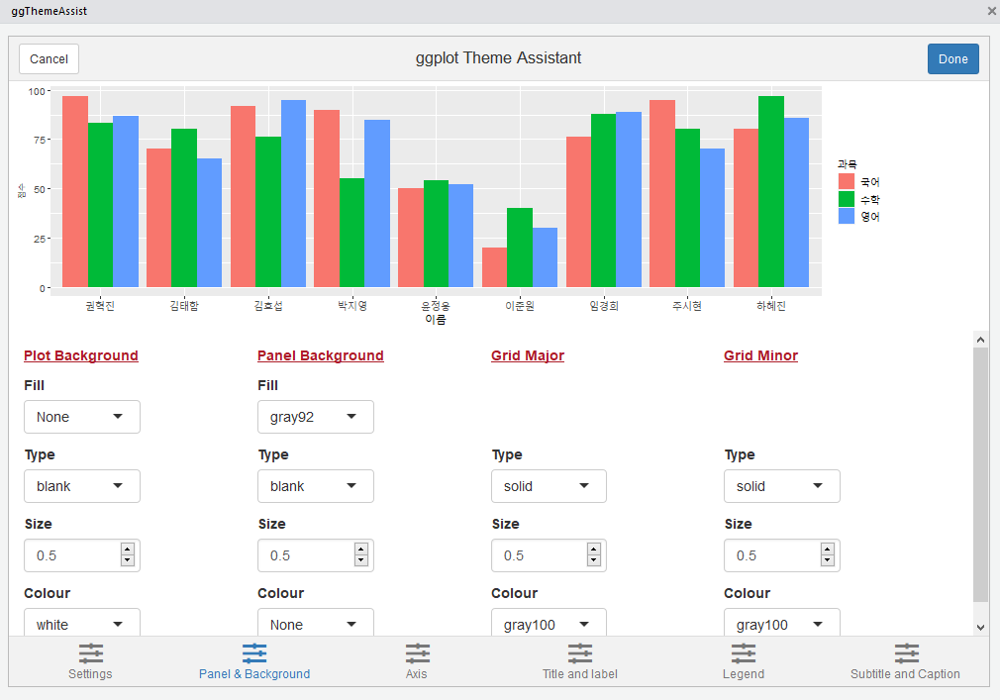 ggThemeAssist
Cancel
ggplot Theme Assistant
Done
100
75
50
25
0
점수
권혁진 김태함 김호섭 박지영 윤정웅 이준원 임경희 주시현 하혜진
이름
과목
국어
수학
영어
Plot Background Panel Background Grid Major Grid Minor
Fill Fill
None gray92
Type Type Type Type
blank blank solid solid
Size Size Size Size
0.5 0.5 0.5 0.5
Colour Colour Colour Colour
white None gray100 gray100
Settings Panel & Background Axis Title and label Legend Subtitle and Caption